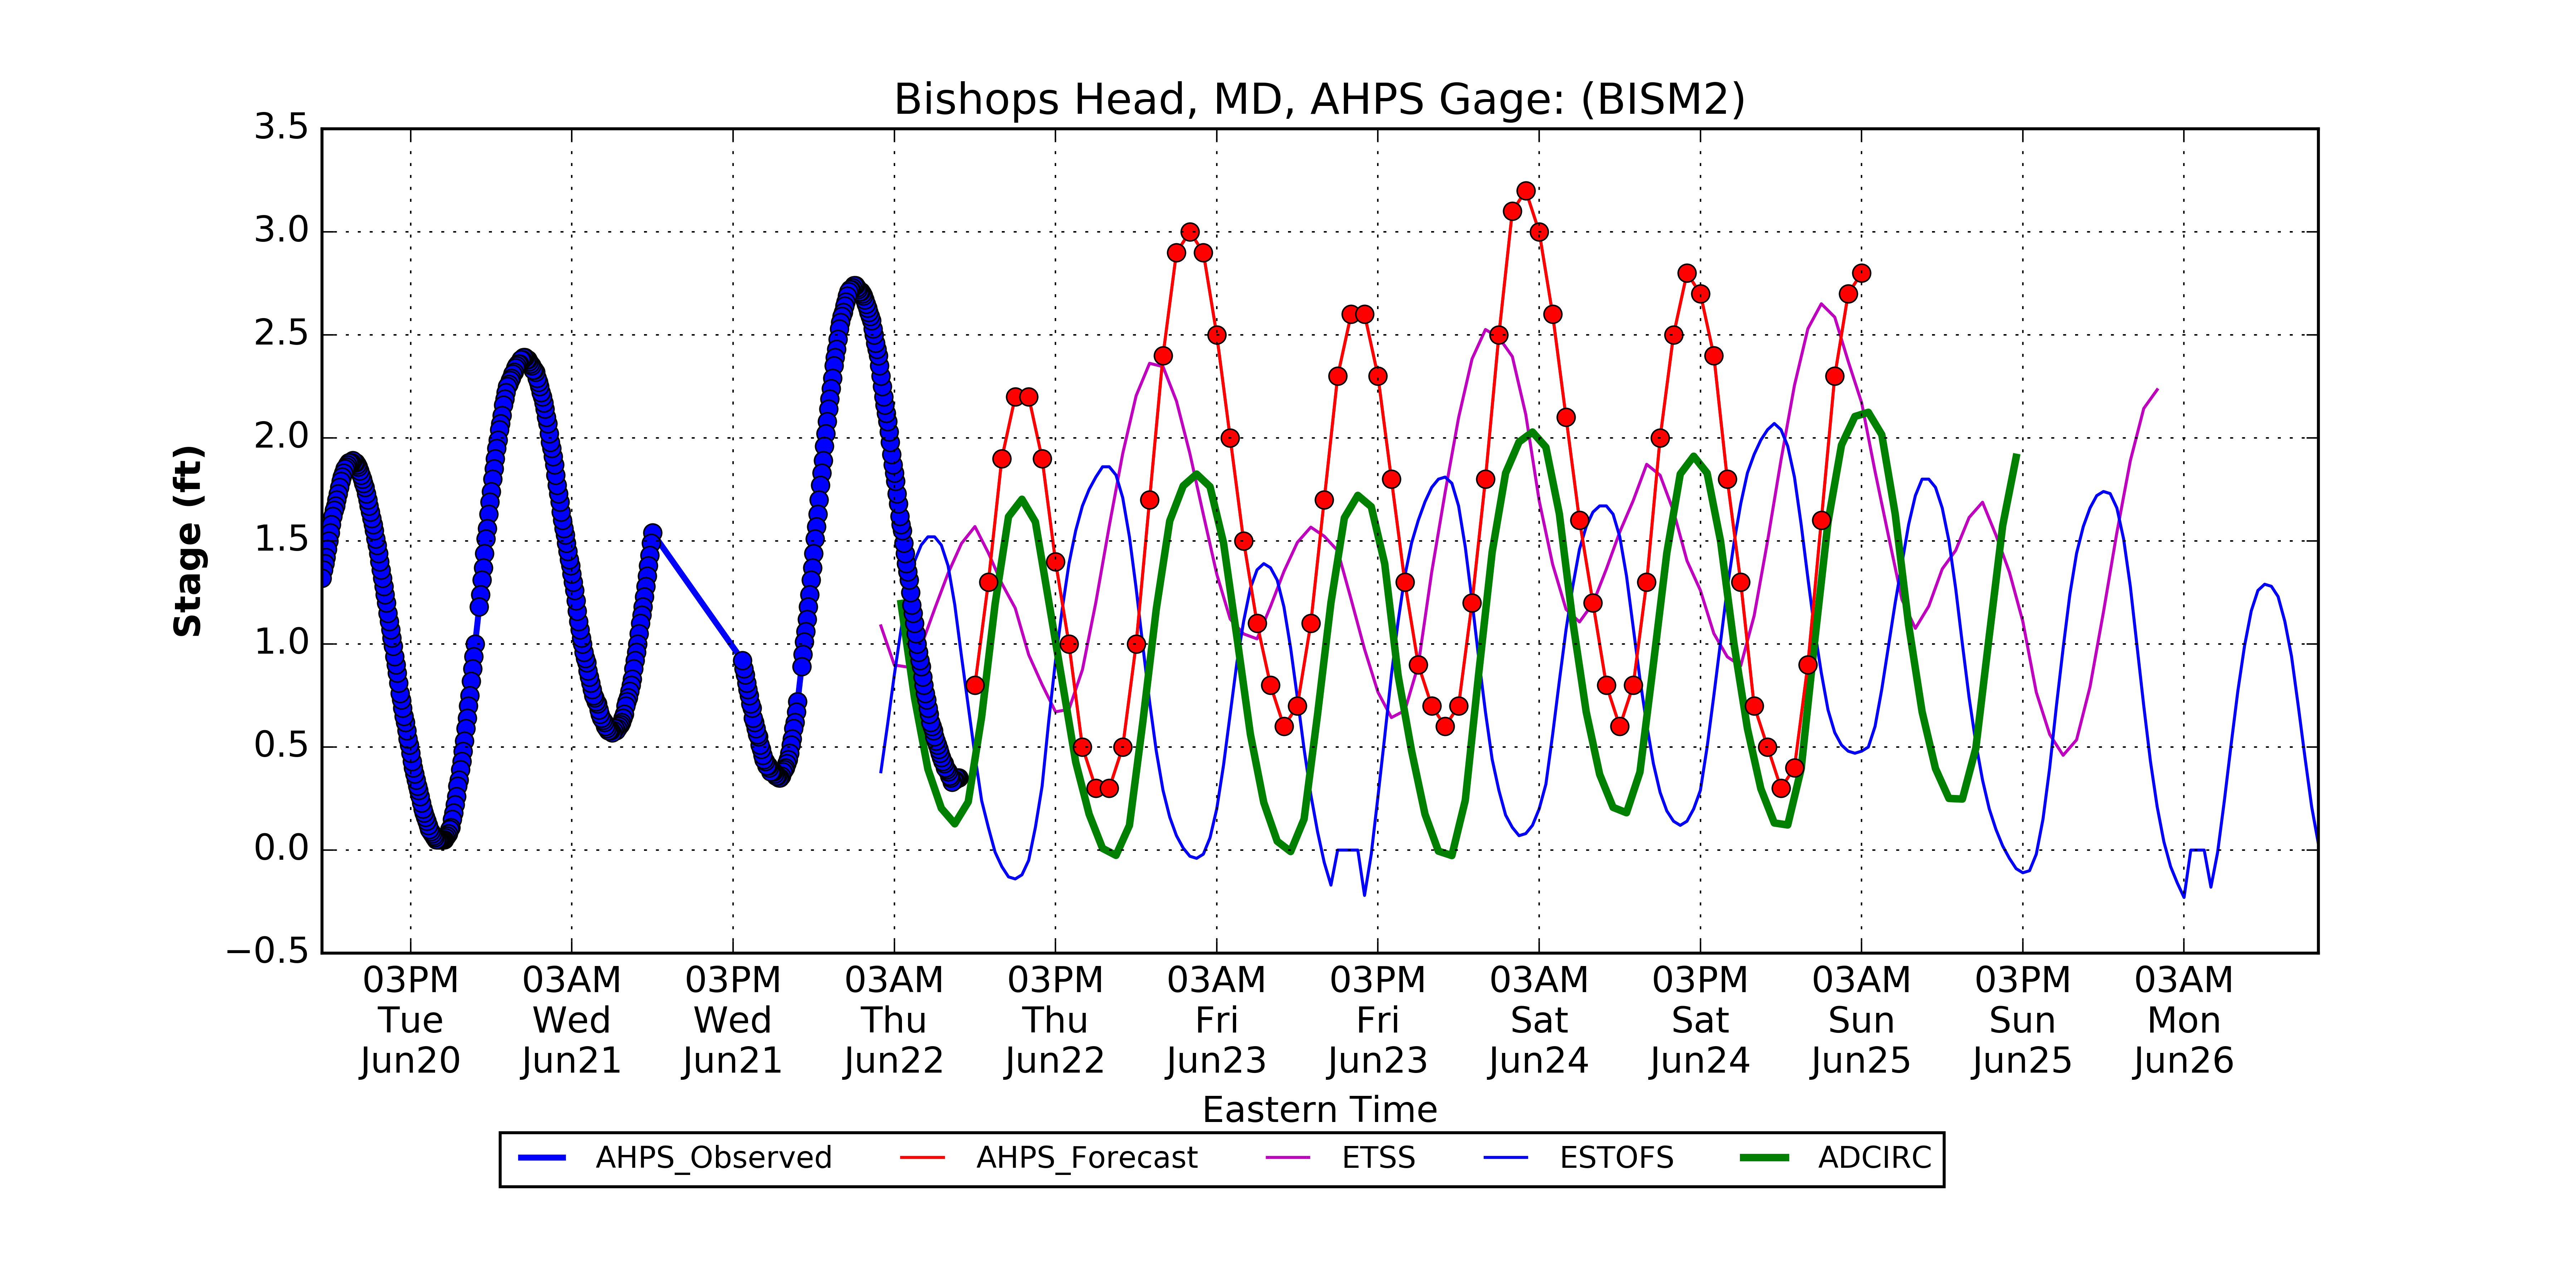 Bishops Head, MD, AHPS Gage: (BISM2)
3.5
3.0
2.5
2.0
1.5
1.0
0.5
0.0
−0.5
Stage (ft)
03PM 03AM 03PM 03AM 03PM 03AM 03PM 03AM 03PM 03AM 03PM 03AM
Tue Wed Wed Thu Thu Fri Fri Sat Sat Sun Sun Mon
Jun20 Jun21 Jun21 Jun22 Jun22 Jun23 Jun23 Jun24 Jun24 Jun25 Jun25 Jun26
Eastern Time
AHPS_Observed AHPS_Forecast ETSS ESTOFS ADCIRC